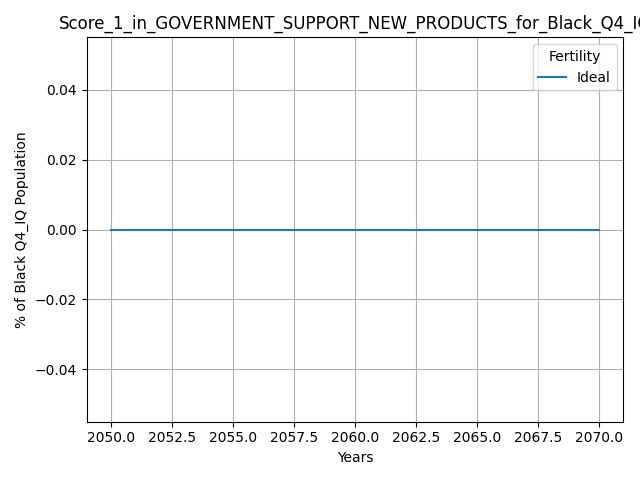 Score_1_in_GOVERNMENT_SUPPORT_NEW_PRODUCTS_for_Black_Q4_I
Fertility
Ideal
% of Black Q4_IQ Population
0.04
0.02
0.00
−0.02
−0.04
2050.0 2052.5 2055.0 2057.5 2060.0 2062.5 2065.0 2067.5 2070.0
Years